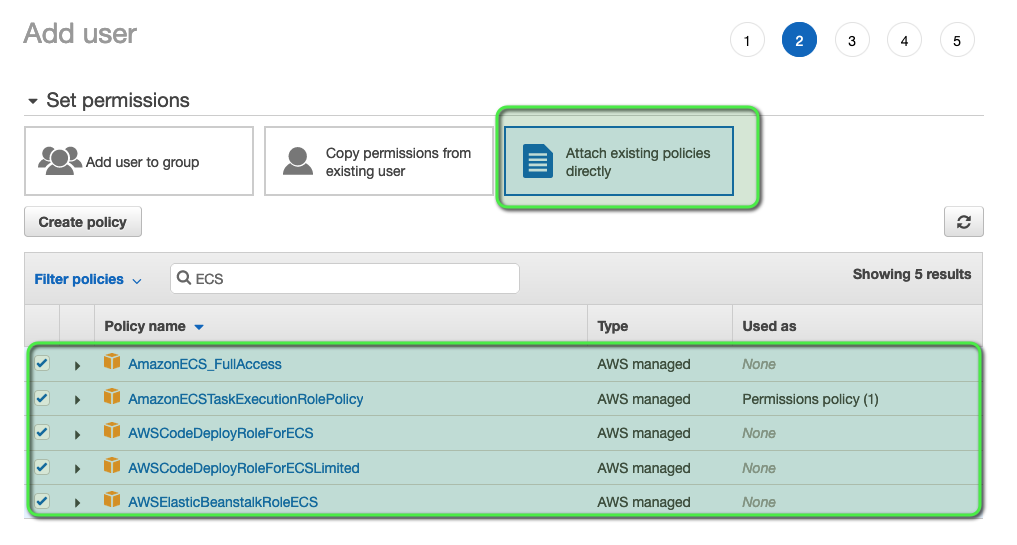 Add user
1 2 3 4 5
Set permissions
Add user to group
Copy permissions from
existing user
Attach existing policies
directly
Create policy
Filter policies
ECS
Showing 5 results
Policy name Type Used as
AmazonECS_FullAccess AWS managed None
AmazonECSTaskExecutionRolePolicy AWS managed Permissions policy (1)
AWSCodeDeployRoleForECS AWS managed None
AWSCodeDeployRoleForECSLimited AWS managed None
AWSElasticBeanstalkRoleECS AWS managed None